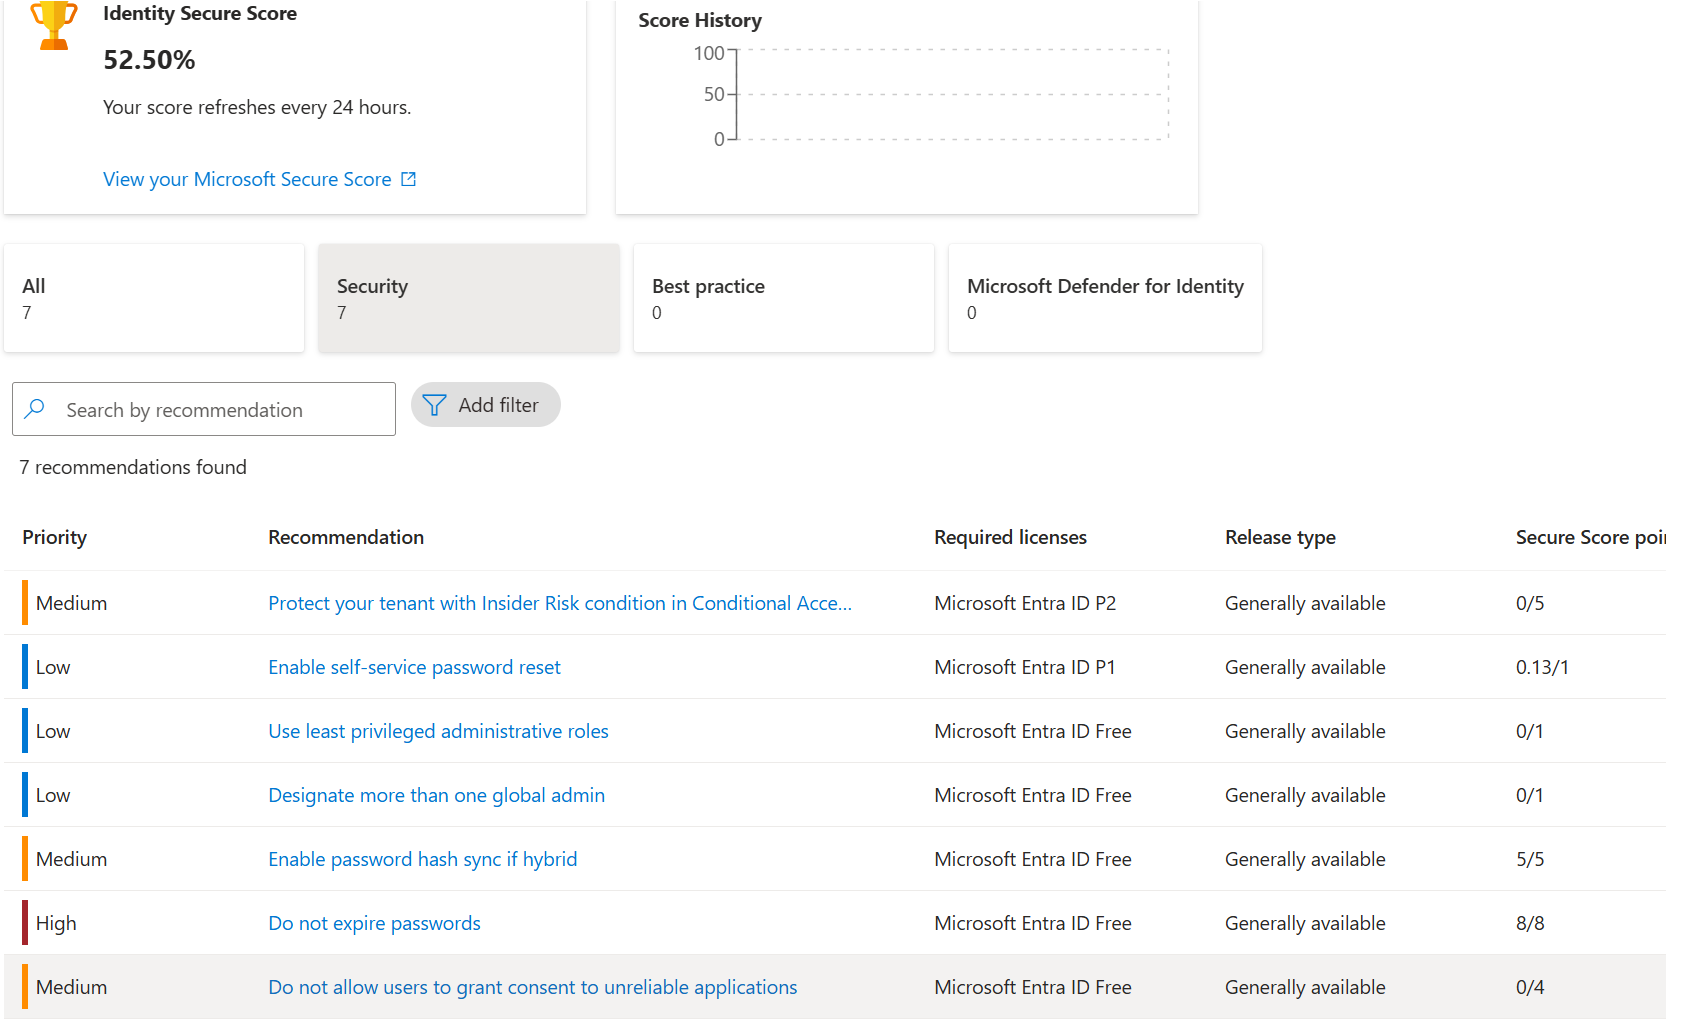 Identity Secure Score
52.50%
Your score refreshes every 24 hours.
View your Microsoft Secure Score
Score History
100
50
0
All
7
Security
7
Best practice
0
Microsoft Defender for Identity
0
Search by recommendation
Add filter
7 recommendations found
Priority Recommendation Required licenses Release type Secure Score poi
Medium Protect your tenant with Insider Risk condition in Conditional Acce... Microsoft Entra ID P2 Generally available 0/5
Low Enable self-service password reset Microsoft Entra ID P1 Generally available 0.13/1
Low Use least privileged administrative roles Microsoft Entra ID Free Generally available 0/1
Low Designate more than one global admin Microsoft Entra ID Free Generally available 0/1
Medium Enable password hash sync if hybrid Microsoft Entra ID Free Generally available 5/5
High Do not expire passwords Microsoft Entra ID Free Generally available 8/8
Medium Do not allow users to grant consent to unreliable applications Microsoft Entra ID Free Generally available 0/4